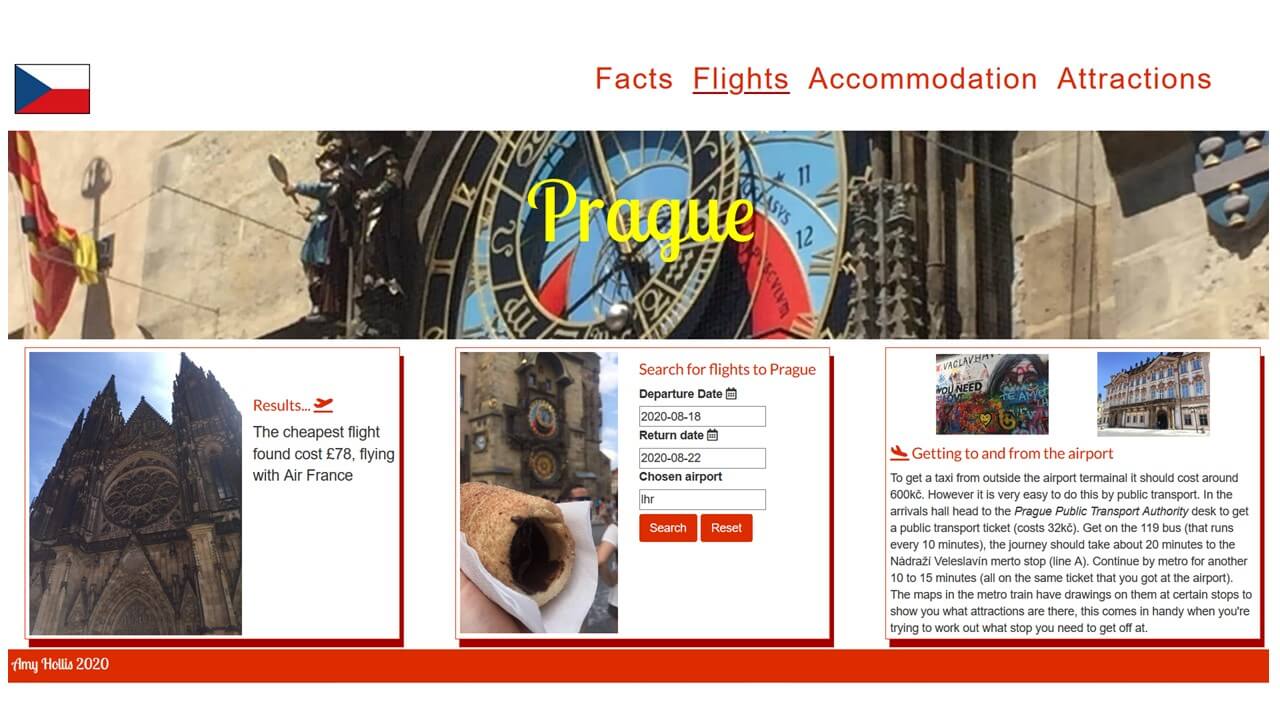 Facts Flights Accommodation Attractions
11
12
Prague
Results...
The cheapest flight
found cost £78, flying
with Air France
Search for flights to Prague
Departure Date
2020-08-18
Return date
2020-08-22
Chosen airport
lhr
Search Reset
W.VACLAVHAV
YOU NEED
Getting to and from the airport
To get a taxi from outside the airport termainal it should cost around
600kč. However it is very easy to do this by public transport. In the
arrivals hall head to the Prague Public Transport Authority desk to get
a public transport ticket (costs 32kč). Get on the 119 bus (that runs
every 10 minutes), the journey should take about 20 minutes to the
Nádraží Veleslavín merto stop (line A). Continue by metro for another
10 to 15 minutes (all on the same ticket that you got at the airport).
The maps in the metro train have drawings on them at certain stops to
show you what attractions are there, this comes in handy when you're
trying to work out what stop you need to get off at.
Amy Hollis 2020